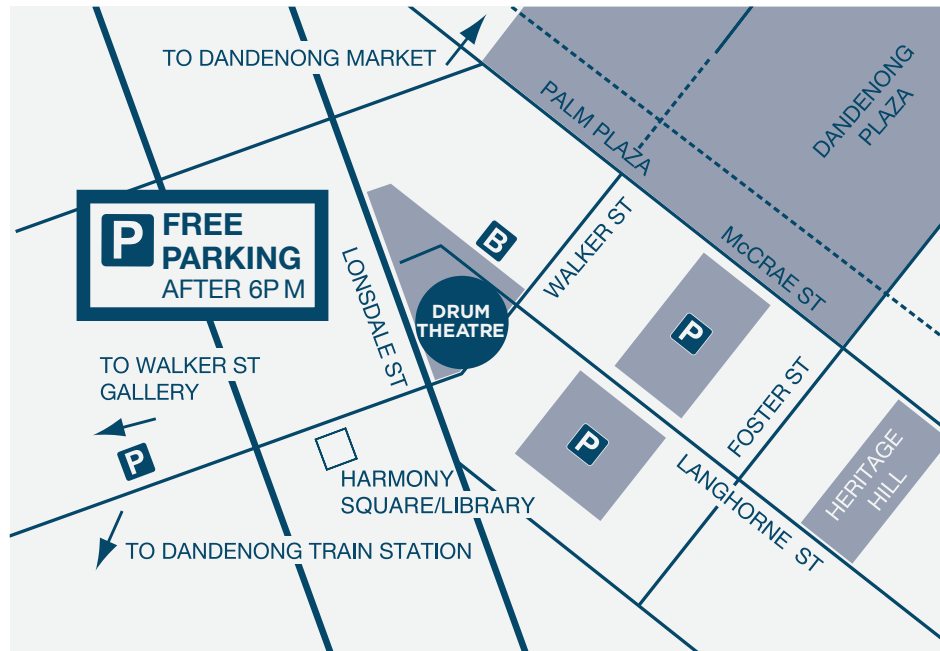 TO DANDENONG MARKET
PALM PLAZA
DANDENONG
PLAZA
P
FREE
PARKING
AFTER 6PM
B
WALKER ST
McCRAE ST
LONSDALE ST
DRUM
THEATRE
P
TO WALKER ST
GALLERY
P
P
FOSTER ST
HARMONY
SQUARE/LIBRARY
LANGHORNE ST
HERITAGE
HILL
TO DANDENONG TRAIN STATION